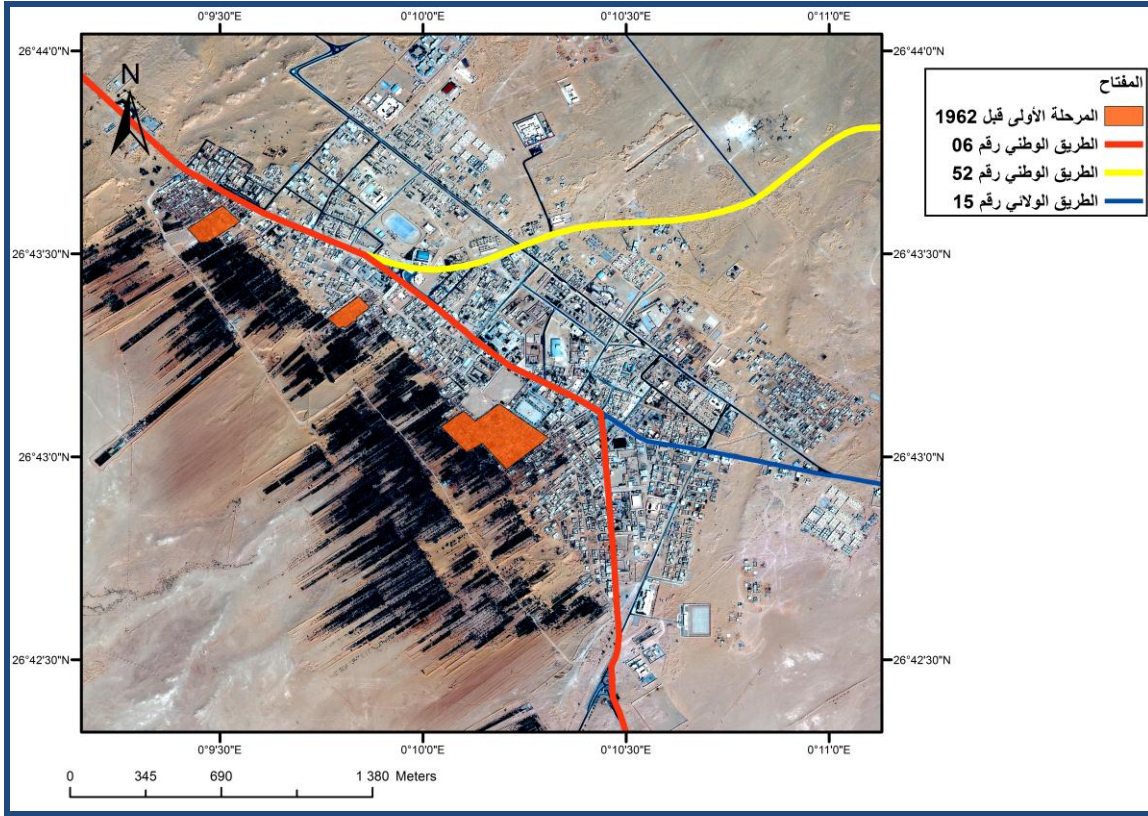 0°9'30"E 0°10'0"E 0°10'30"E 0°11'0"E
26°44'0"N 26°44'0"N
N
26°43'30"N 26°43'30"N
26°43'0"N 26°43'0"N
26°42'30"N 26°42'30"N
0°9'30"E 0°10'0"E 0°10'30"E 0°11'0"E
0 345 690 1 380 Meters
المفتاح
المرحلة الأولى قبل 1962
الطريق الوطني رقم 06
الطريق الوطني رقم 52
الطريق الولائي رقم 15